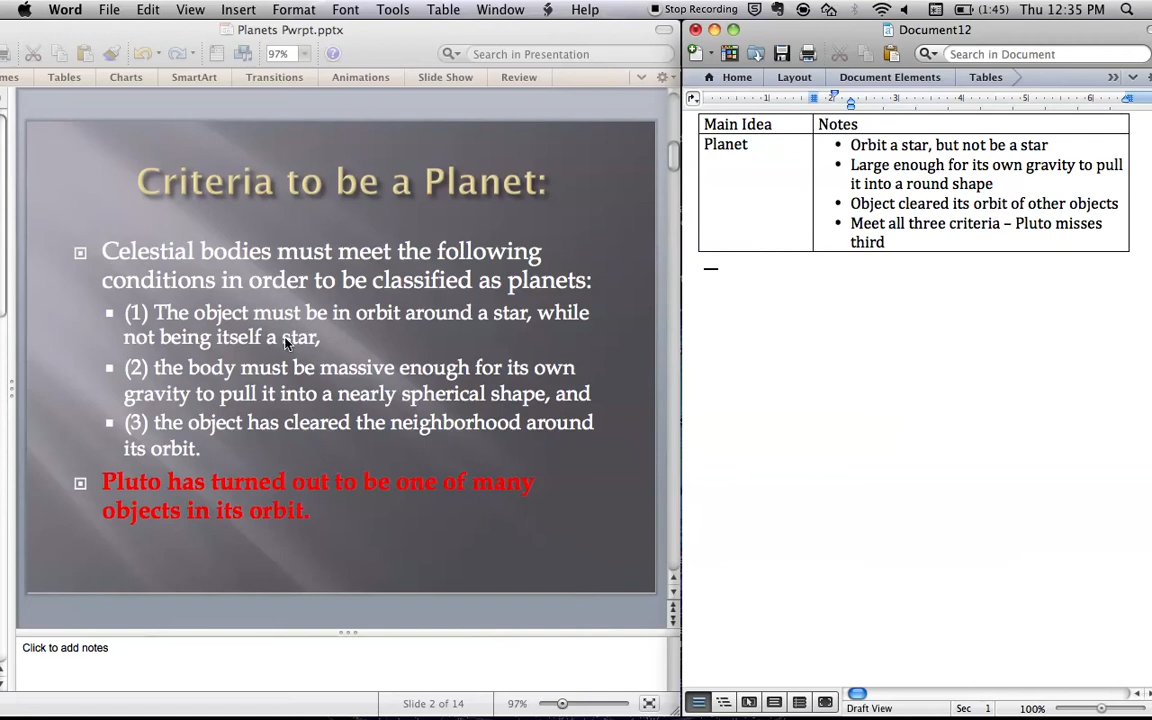 Word File Edit View Insert Format Font Tools Table Window Help Stop Recording (1:45) Thu 12:35 PM
Planets Pwrpt.pptx
97% Search in Presentation
mes Tables Charts SmartArt Transitions Animations Slide Show Review
Criteria to be a Planet:
Celestial bodies must meet the following
conditions in order to be classified as planets:
(1) The object must be in orbit around a star, while
not being itself a star,
(2) the body must be massive enough for its own
gravity to pull it into a nearly spherical shape, and
(3) the object has cleared the neighborhood around
its orbit.
Pluto has turned out to be one of many
objects in its orbit.
Click to add notes
Slide 2 of 14 97%
Document12
Search in Document
Home Layout Document Elements Tables
1 2 3 4 5 6
Main Idea Notes
Planet • Orbit a star, but not be a star
• Large enough for its own gravity to pull
it into a round shape
• Object cleared its orbit of other objects
• Meet all three criteria – Pluto misses
third
Draft View Sec 1 100%